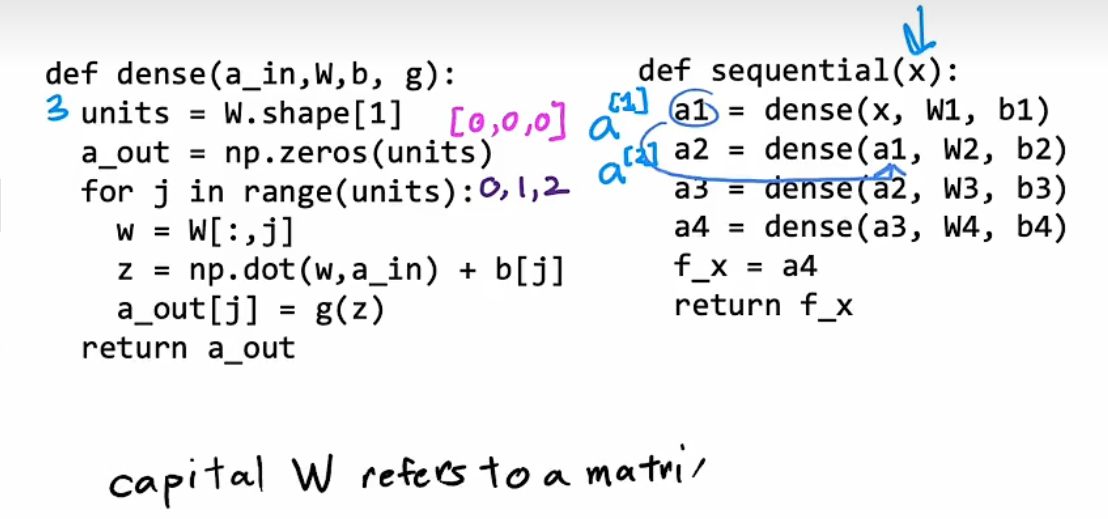 def dense(a_in,W,b, g):
3 units = W.shape[1] [0,0,0]
a_out = np.zeros(units)
for j in range(units): 0,1,2
w = W[:,j]
z = np.dot(w,a_in) + b[j]
a_out[j] = g(z)
return a_out
def sequential(x):
a[1] a1 = dense(x, W1, b1)
a[2] a2 = dense(a1, W2, b2)
a3 = dense(a2, W3, b3)
a4 = dense(a3, W4, b4)
f_x = a4
return f_x
capital W refers to a matri